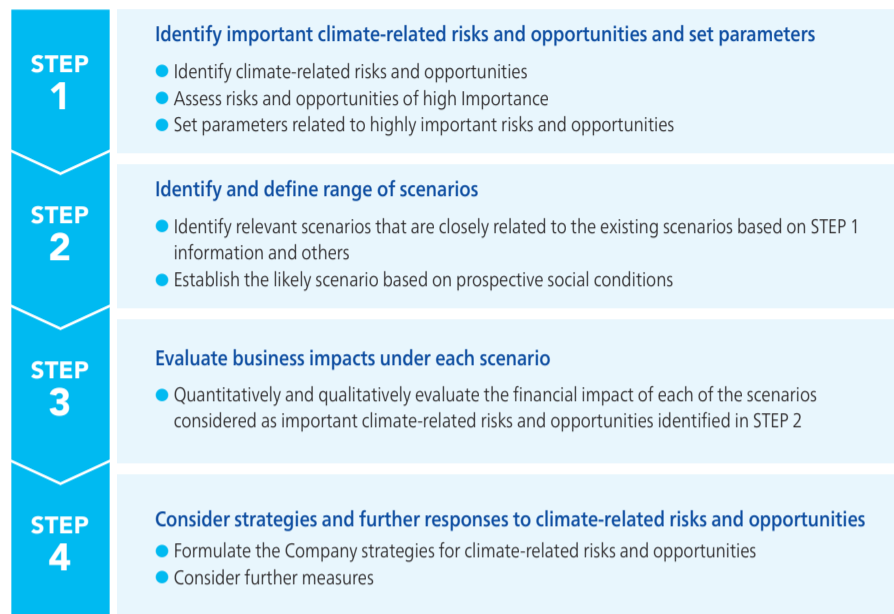 STEP
1
Identify important climate-related risks and opportunities and set parameters
● Identify climate-related risks and opportunities
● Assess risks and opportunities of high Importance
● Set parameters related to highly important risks and opportunities
STEP
2
Identify and define range of scenarios
● Identify relevant scenarios that are closely related to the existing scenarios based on STEP 1
information and others
● Establish the likely scenario based on prospective social conditions
STEP
3
Evaluate business impacts under each scenario
● Quantitatively and qualitatively evaluate the financial impact of each of the scenarios
considered as important climate-related risks and opportunities identified in STEP 2
STEP
4
Consider strategies and further responses to climate-related risks and opportunities
● Formulate the Company strategies for climate-related risks and opportunities
● Consider further measures